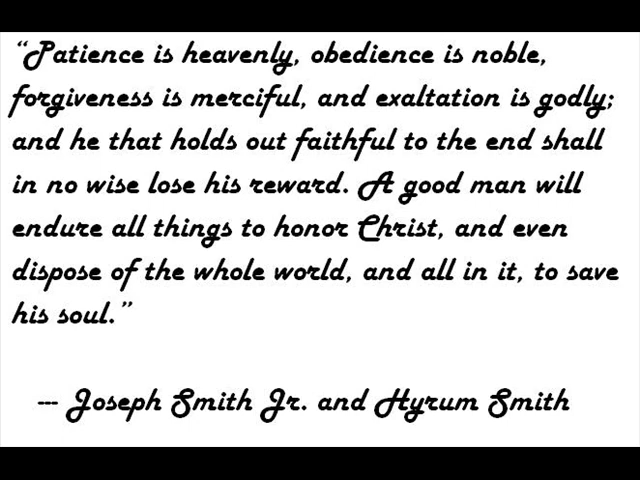 “Patience is heavenly, obedience is noble,
forgiveness is merciful, and exaltation is godly;
and he that holds out faithful to the end shall
in no wise lose his reward. A good man will
endure all things to honor Christ, and even
dispose of the whole world, and all in it, to save
his soul.”
--- Joseph Smith Jr. and Hyrum Smith